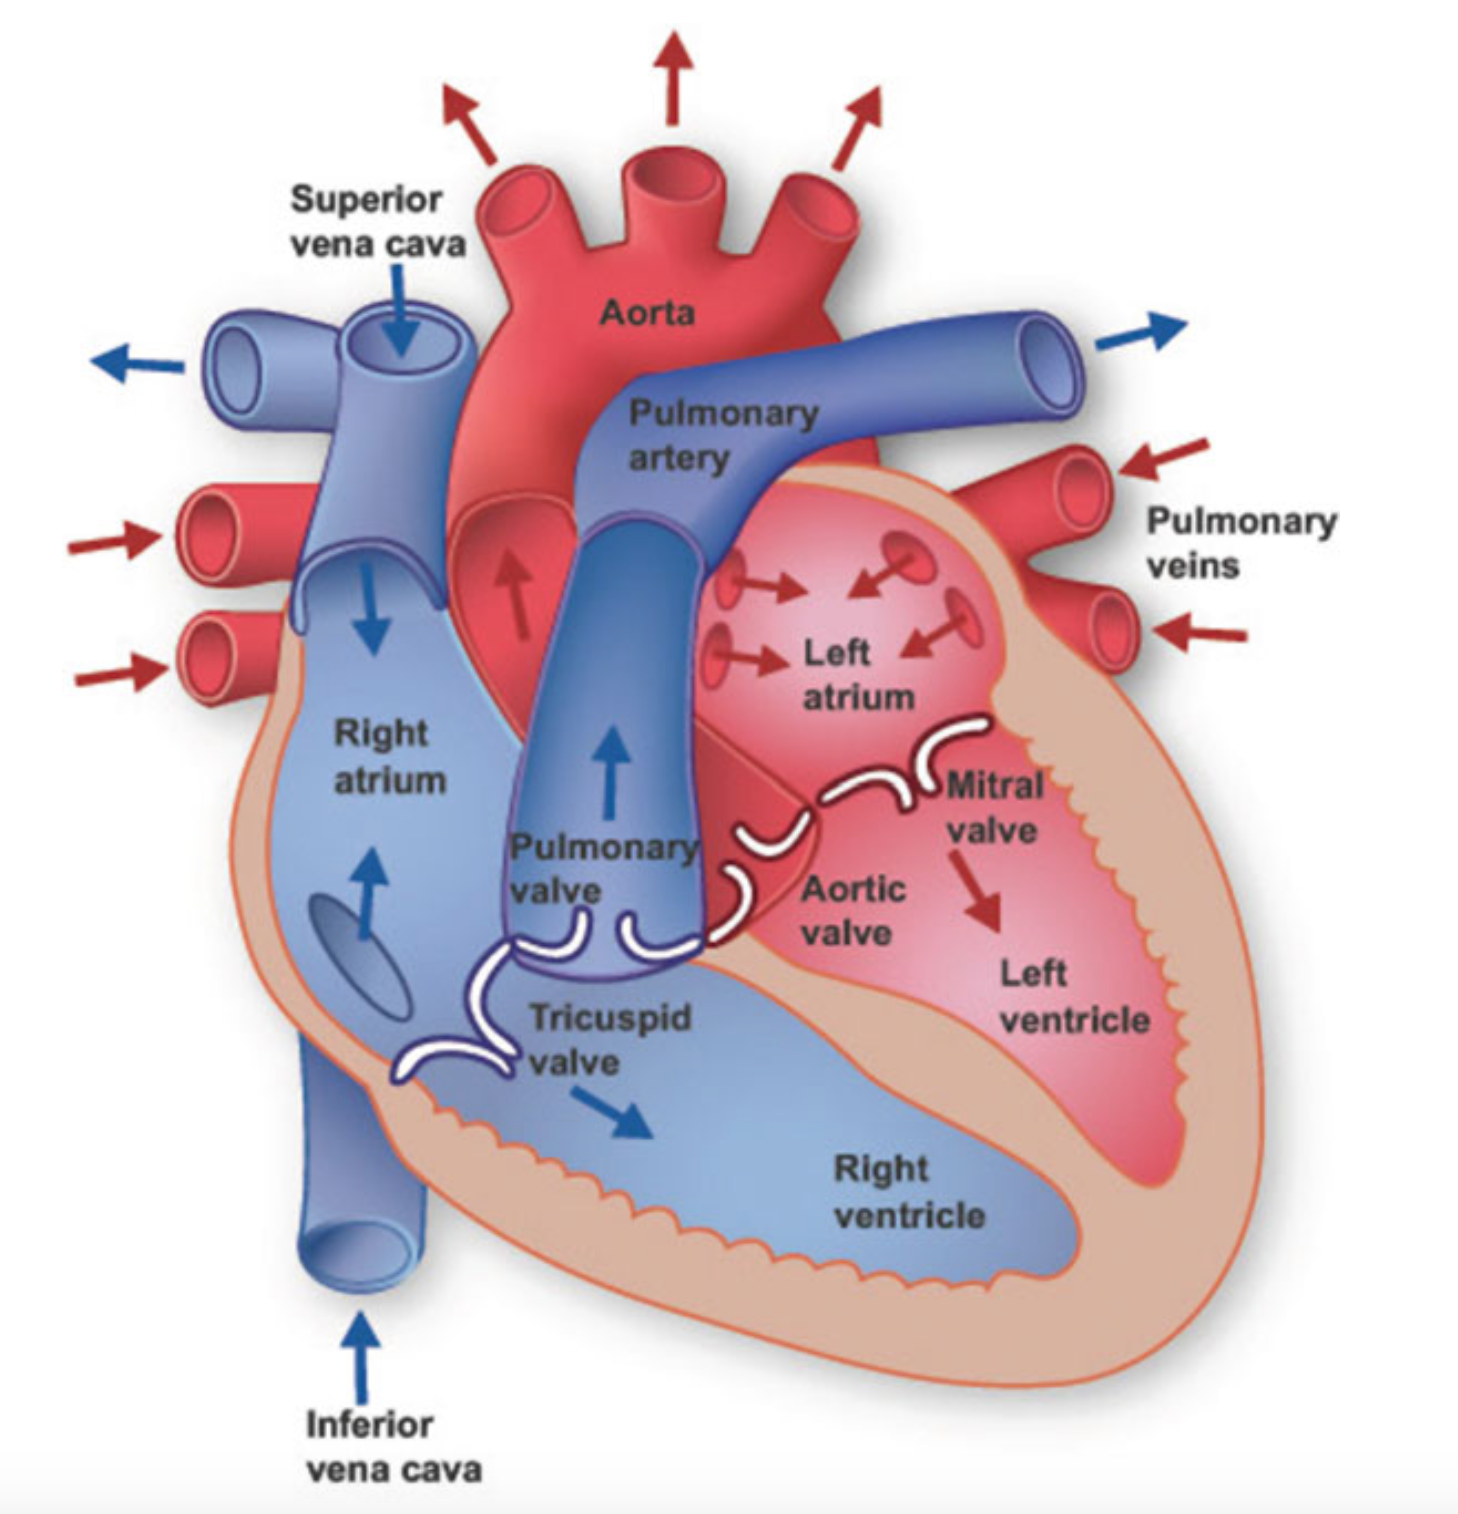 Superior
vena cava
Aorta
Pulmonary
artery
Pulmonary
veins
Left
atrium
Right
atrium
Mitral
valve
Pulmonary
valve
Aortic
valve
Left
ventricle
Tricuspid
valve
Right
ventricle
Inferior
vena cava